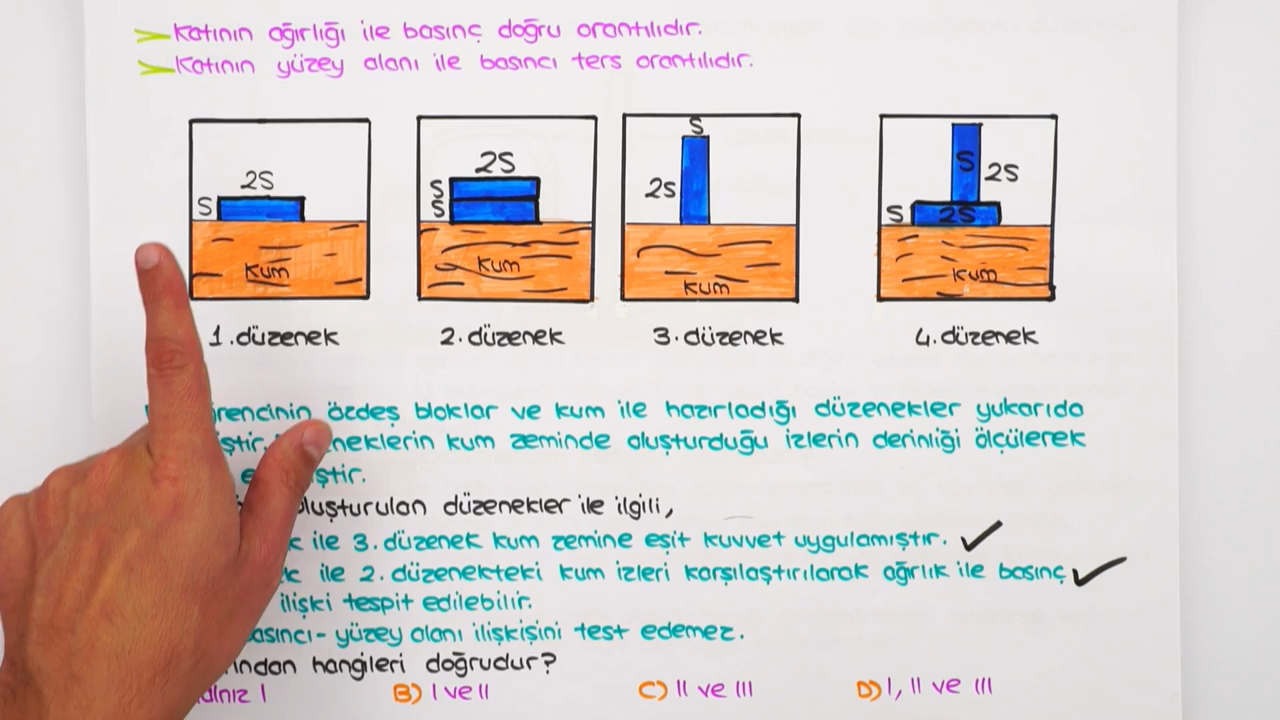 Katının ağırlığı ile basınç doğru orantılıdır.
Katının yüzey alanı ile basıncı ters orantılıdır.
2S
S
Kum
1.düzenek
2S
S
S
Kum
2.düzenek
S
2S
Kum
3.düzenek
S
2S
S
2S
Kum
4.düzenek
özdeş bloklar ve kum ile hazırladığı düzenekler yukarıda
kum zeminde oluşturduğu izlerin derinliği ölçülerek
oluşturulan düzenekler ile ilgili,
ile 3.düzenek kum zemine eşit kuvvet uygulamıştır.
ile 2. düzenekteki kum izleri karşılaştırılarak ağırlık ile basınç
ilişki tespit edilebilir.
basıncı-yüzey alanı ilişkisini test edemez.
hangileri doğrudur?
I
B) I ve II
C) II ve III
D) I, II ve III